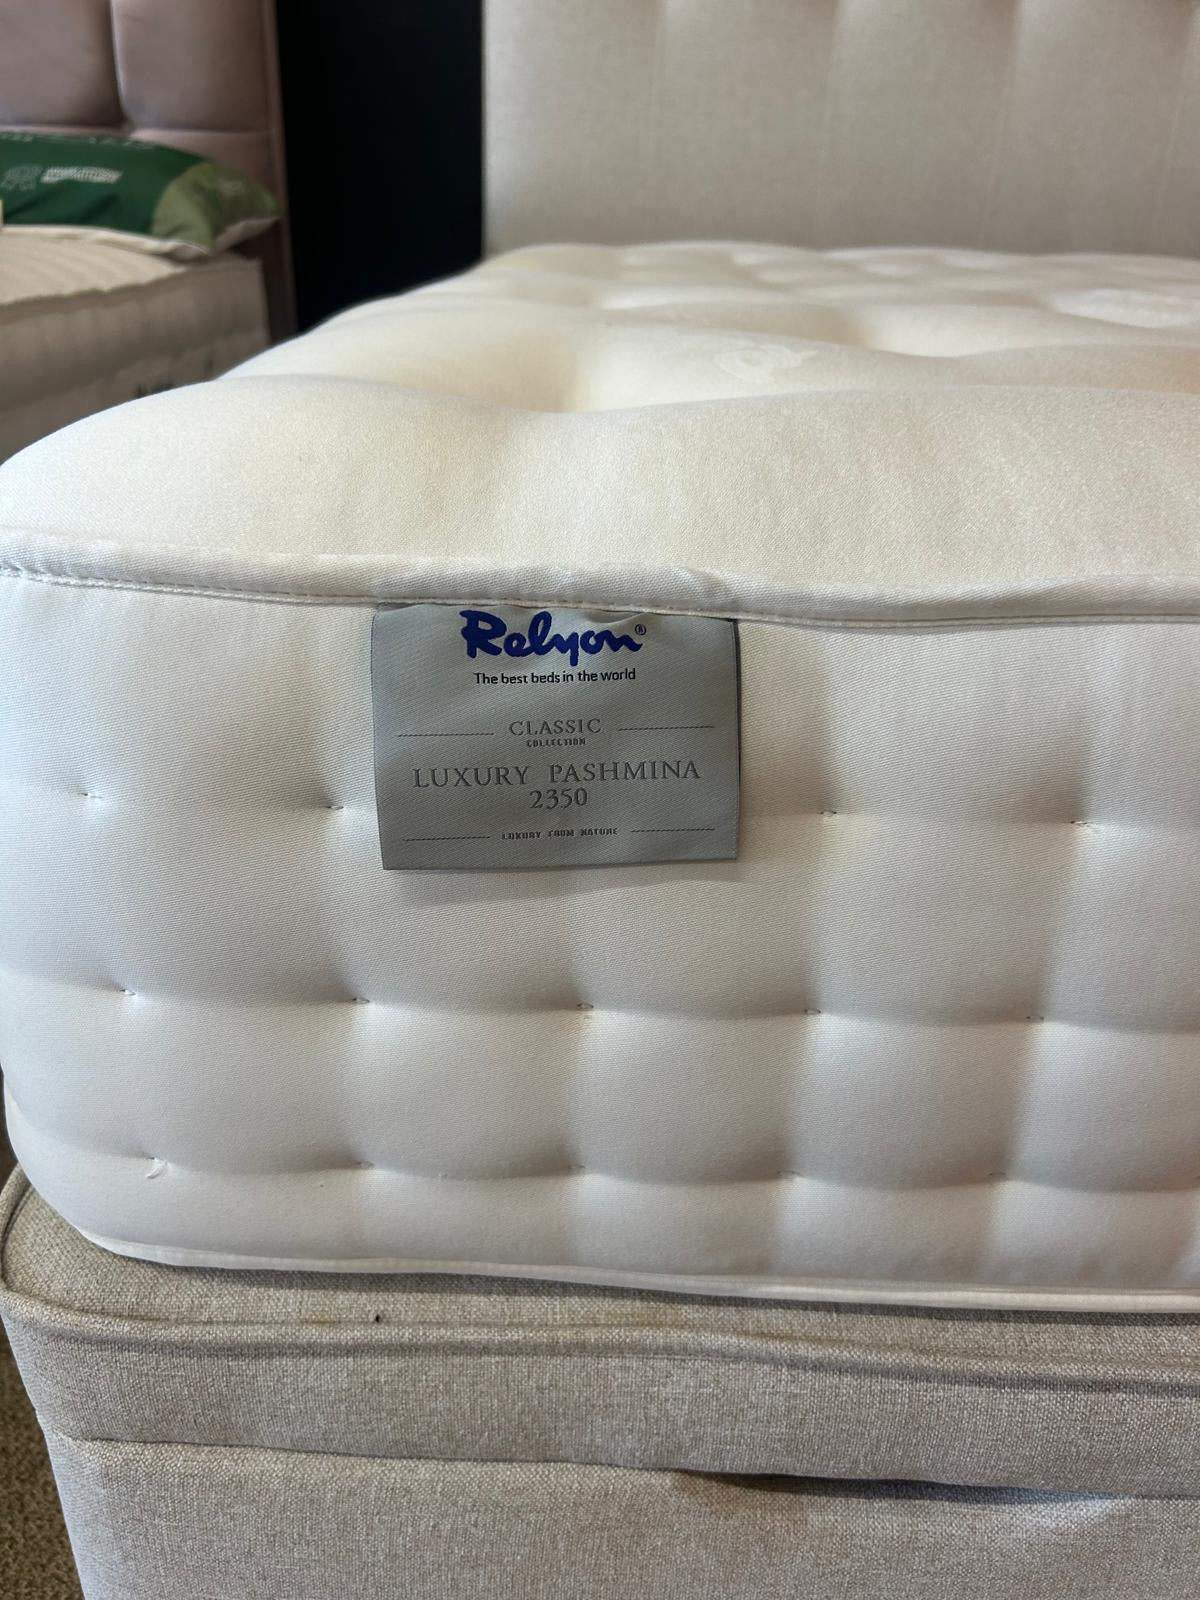 Relyon®
The best beds in the world
CLASSIC
COLLECTION
LUXURY PASHMINA
2350
LUXURY FROM NATURE